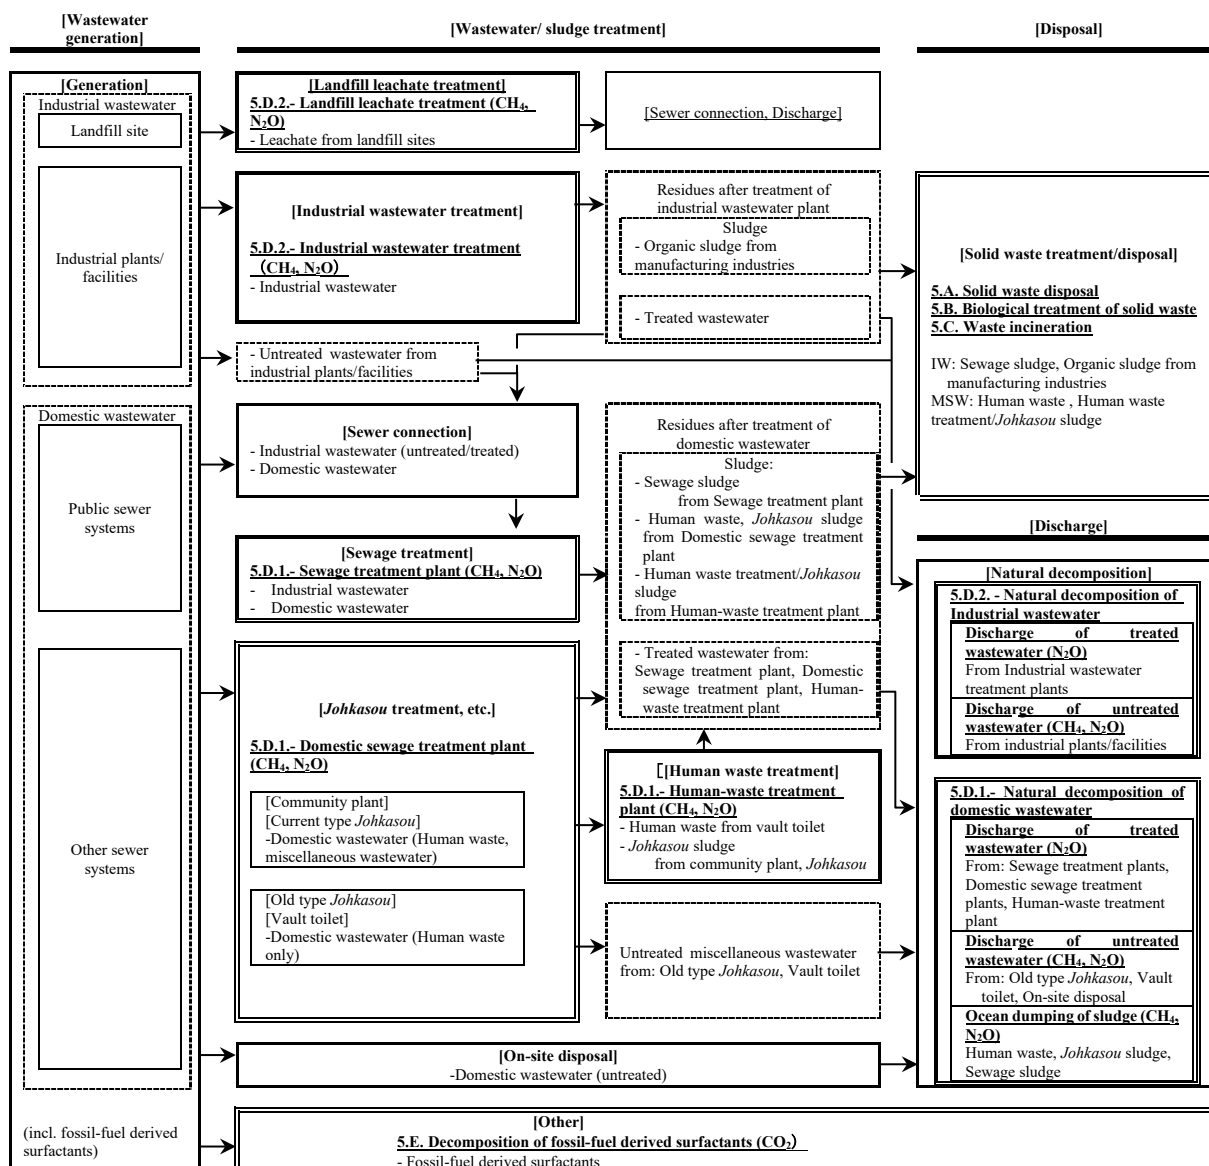 [Wastewater
generation]
[Wastewater/ sludge treatment]
[Disposal]
[Generation]
Industrial wastewater
Landfill site
Industrial plants/
facilities
[Landfill leachate treatment]
5.D.2.- Landfill leachate treatment (CH₄,
N₂O)
- Leachate from landfill sites
[Sewer connection, Discharge]
[Industrial wastewater treatment]
5.D.2.- Industrial wastewater treatment
（CH₄, N₂O）
- Industrial wastewater
Residues after treatment of
industrial wastewater plant
Sludge
- Organic sludge from
manufacturing industries
- Treated wastewater
- Untreated wastewater from
industrial plants/facilities
[Solid waste treatment/disposal]
5.A. Solid waste disposal
5.B. Biological treatment of solid waste
5.C. Waste incineration
IW: Sewage sludge, Organic sludge from
manufacturing industries
MSW: Human waste , Human waste
treatment/Johkasou sludge
Domestic wastewater
Public sewer
systems
Other sewer
systems
[Sewer connection]
- Industrial wastewater (untreated/treated)
- Domestic wastewater
[Sewage treatment]
5.D.1.- Sewage treatment plant (CH₄, N₂O)
- Industrial wastewater
- Domestic wastewater
Residues after treatment of
domestic wastewater
Sludge:
- Sewage sludge
from Sewage treatment plant
- Human waste, Johkasou sludge
from Domestic sewage treatment
plant
- Human waste treatment/Johkasou
sludge
from Human-waste treatment plant
- Treated wastewater from:
Sewage treatment plant, Domestic
sewage treatment plant, Human-
waste treatment plant
[Johkasou treatment, etc.]
5.D.1.- Domestic sewage treatment plant
(CH₄, N₂O)
[Community plant]
[Current type Johkasou]
-Domestic wastewater (Human waste,
miscellaneous wastewater)
[Old type Johkasou]
[Vault toilet]
-Domestic wastewater (Human waste
only)
［[Human waste treatment]
5.D.1.- Human-waste treatment
plant (CH₄, N₂O)
- Human waste from vault toilet
- Johkasou sludge
from community plant, Johkasou
Untreated miscellaneous wastewater
from: Old type Johkasou, Vault toilet
[On-site disposal]
-Domestic wastewater (untreated)
[Discharge]
[Natural decomposition]
5.D.2. - Natural decomposition of
Industrial wastewater
Discharge of treated
wastewater (N₂O)
From Industrial wastewater
treatment plants
Discharge of untreated
wastewater (CH₄, N₂O)
From industrial plants/facilities
5.D.1.- Natural decomposition of
domestic wastewater
Discharge of treated
wastewater (N₂O)
From: Sewage treatment plants,
Domestic sewage treatment
plants, Human-waste treatment
plant
Discharge of untreated
wastewater (CH₄, N₂O)
From: Old type Johkasou, Vault
toilet, On-site disposal
Ocean dumping of sludge (CH₄,
N₂O)
Human waste, Johkasou sludge,
Sewage sludge
(incl. fossil-fuel derived
surfactants)
[Other]
5.E. Decomposition of fossil-fuel derived surfactants (CO₂）
- Fossil-fuel derived surfactants